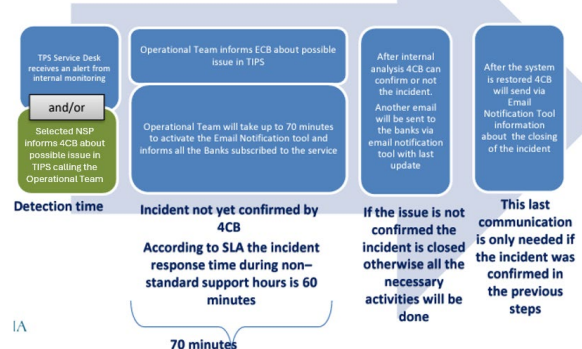 TPS Service Desk
receives an alert from
internal monitoring
and/or
Selected NSP
informs 4CB about
possible issue in
TIPS calling the
Operational Team
Detection time
Operational Team informs ECB about possible
issue in TIPS
Operational Team will take up to 70 minutes
to activate the Email Notification tool and
informs all the Banks subscribed to the service
Incident not yet confirmed by
4CB
According to SLA the incident
response time during non–
standard support hours is 60
minutes
70 minutes
After internal
analysis 4CB can
confirm or not
the incident.
Another email
will be sent to
the banks via
email notification
tool with last
update
If the issue is not
confirmed the
incident is closed
otherwise all the
necessary
activities will be
done
After the system
is restored 4CB
will send via
Email
Notification Tool
information
about the closing
of the incident
This last
communication
is only needed if
the incident was
confirmed in
the previous
steps
IA